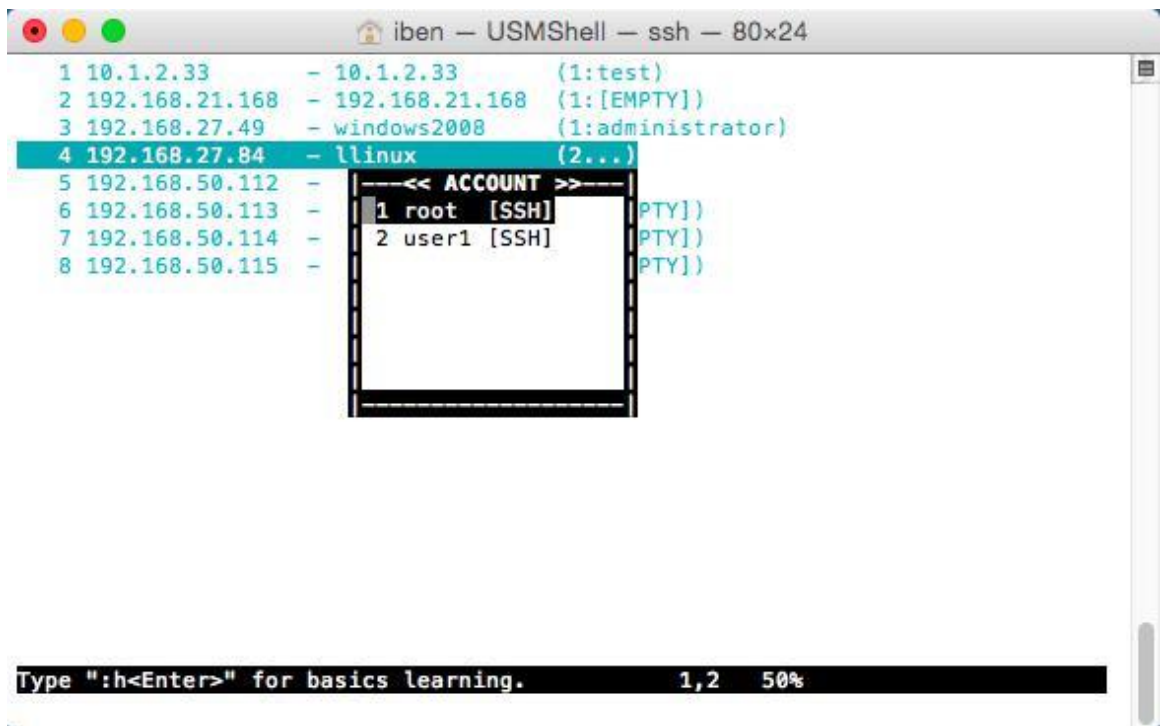 iben — USMShell — ssh — 80×24
1 10.1.2.33 - 10.1.2.33 (1:test)
2 192.168.21.168 - 192.168.21.168 (1:[EMPTY])
3 192.168.27.49 - windows2008 (1:administrator)
4 192.168.27.84 - llinux (2...)
5 192.168.50.112 - |---<< ACCOUNT >>---|
6 192.168.50.113 - 1 root [SSH] PTY])
7 192.168.50.114 - 2 user1 [SSH] PTY])
8 192.168.50.115 - PTY])
Type ":h<Enter>" for basics learning. 1,2 50%